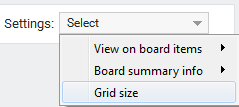 Settings: Select
View on board items
Board summary info
Grid size